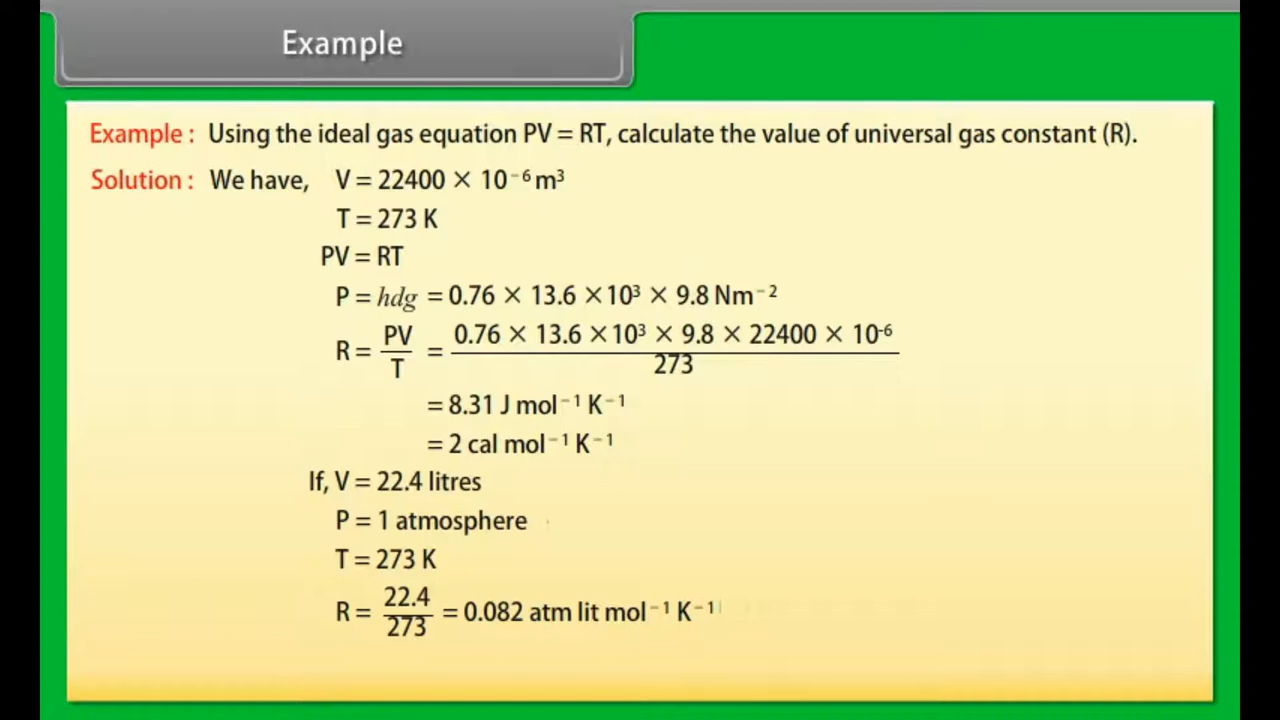 Example
Example : Using the ideal gas equation PV = RT, calculate the value of universal gas constant (R).
Solution : We have, V = 22400 × 10⁻⁶ m³
T = 273 K
PV = RT
P = hdg = 0.76 × 13.6 ×10³ × 9.8 Nm⁻²
R = PV/T = 0.76 × 13.6 ×10³ × 9.8 × 22400 × 10⁻⁶/273
= 8.31 J mol⁻¹ K⁻¹
= 2 cal mol⁻¹ K⁻¹
If, V = 22.4 litres
P = 1 atmosphere
T = 273 K
R = 22.4/273 = 0.082 atm lit mol⁻¹ K⁻¹